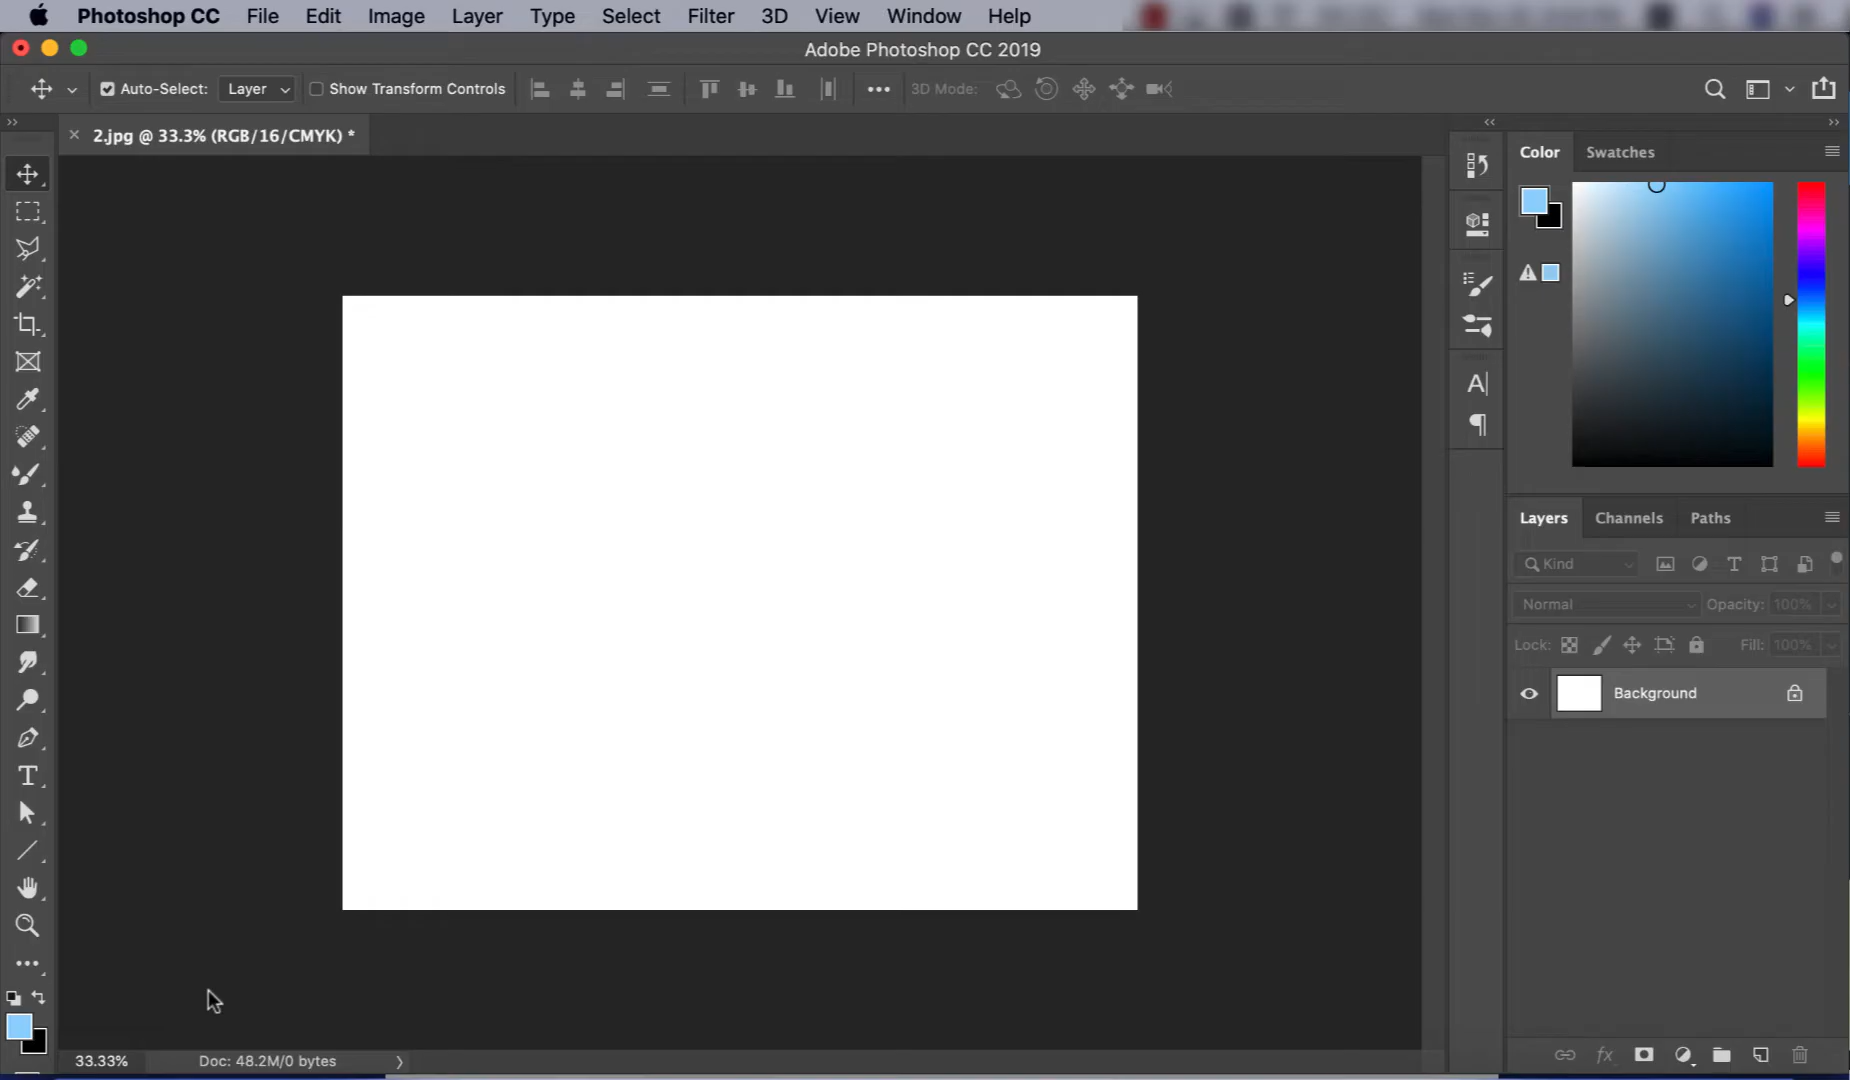 Photoshop CC File Edit Image Layer Type Select Filter 3D View Window Help
Adobe Photoshop CC 2019
Auto-Select: Layer Show Transform Controls 3D Mode:
2.jpg @ 33.3% (RGB/16/CMYK) *
Color Swatches
Layers Channels Paths
Kind
Normal Opacity: 100%
Lock: Fill: 100%
Background
33.33% Doc: 48.2M/0 bytes